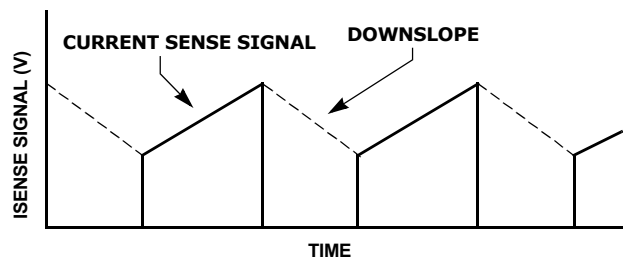 CURRENT SENSE SIGNAL
DOWNSLOPE
ISENSE SIGNAL (V)
TIME